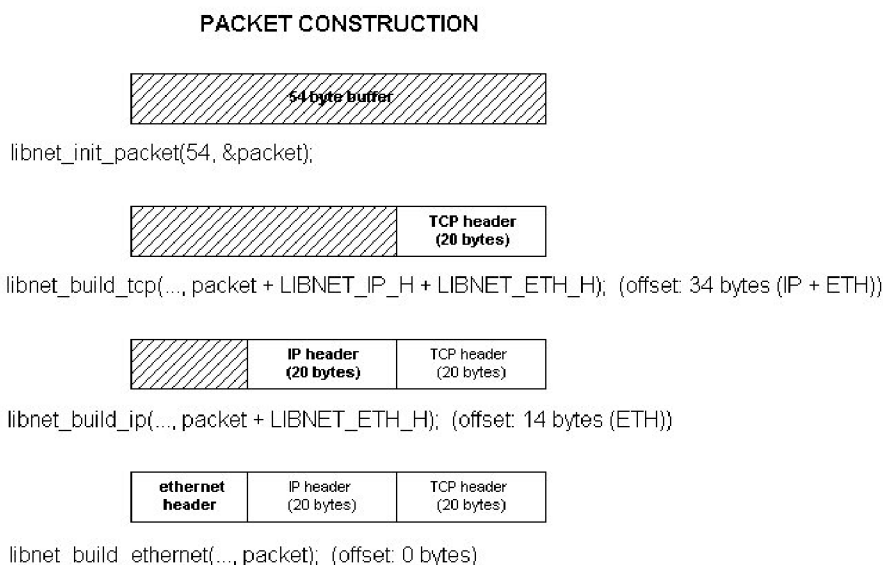 PACKET CONSTRUCTION
54 byte buffer
libnet_init_packet(54, &packet);
TCP header
(20 bytes)
libnet_build_tcp(..., packet + LIBNET_IP_H + LIBNET_ETH_H); (offset: 34 bytes (IP + ETH))
IP header
(20 bytes)
TCP header
(20 bytes)
libnet_build_ip(..., packet + LIBNET_ETH_H); (offset: 14 bytes (ETH))
ethernet
header
IP header
(20 bytes)
TCP header
(20 bytes)
libnet_build_ethernet(..., packet); (offset: 0 bytes)